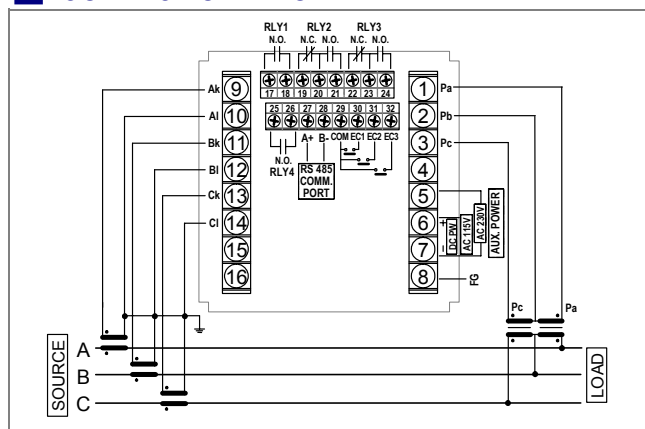 RLY1 RLY2 RLY3
N.O. N.C. N.O. N.C. N.O.
17 18 19 20 21 22 23 24
25 26 27 28 29 30 31 32
A+ B- COM EC1 EC2 EC3
N.O.
RLY4
RS 485
COMM.
PORT
Ak 9
Al 10
Bk 11
Bl 12
Ck 13
Cl 14
15
16
1 Pa
2 Pb
3 Pc
4
5
6 +
7 –
8 FG
DC PW.
AC 115V
AC 230V
AUX. POWER
Pc Pa
SOURCE
A
B
C
LOAD